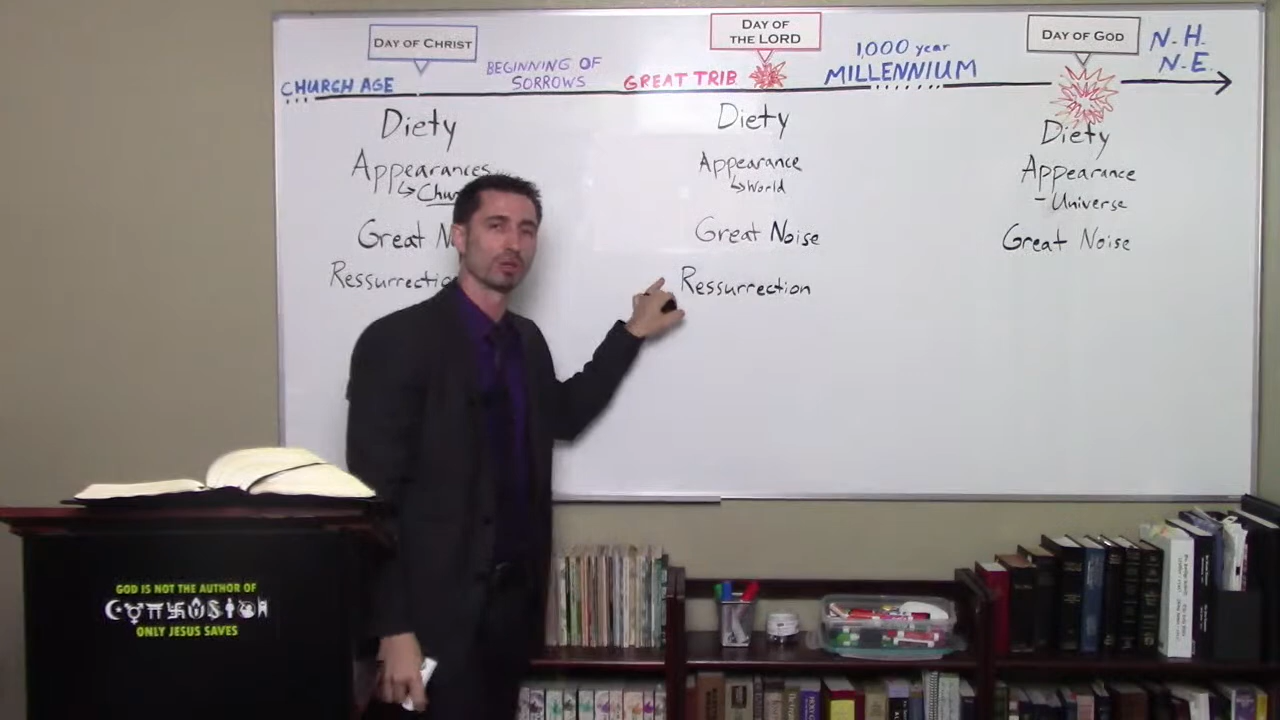 DAY OF CHRIST
DAY OF
THE LORD
DAY OF GOD
CHURCH AGE
BEGINNING OF
SORROWS
GREAT TRIB
1,000 year
MILLENNIUM
N.H.
N.E.
Diety
Appearances
Great
Ressurrectio
Diety
Appearance
World
Great Noise
Ressurrection
Diety
Appearance
- Universe
Great Noise
GOD IS NOT THE AUTHOR OF
ONLY JESUS SAVES